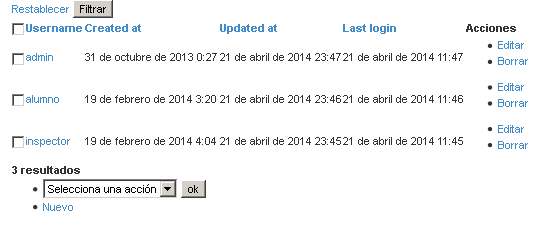 Restablecer Filtrar
Username Created at Updated at Last login Acciones
admin 31 de octubre de 2013 0:27 21 de abril de 2014 23:47 21 de abril de 2014 11:47 Editar
Borrar
alumno 19 de febrero de 2014 3:20 21 de abril de 2014 23:46 21 de abril de 2014 11:46 Editar
Borrar
inspector 19 de febrero de 2014 4:04 21 de abril de 2014 23:45 21 de abril de 2014 11:45 Editar
Borrar
3 resultados
Selecciona una acción ok
Nuevo